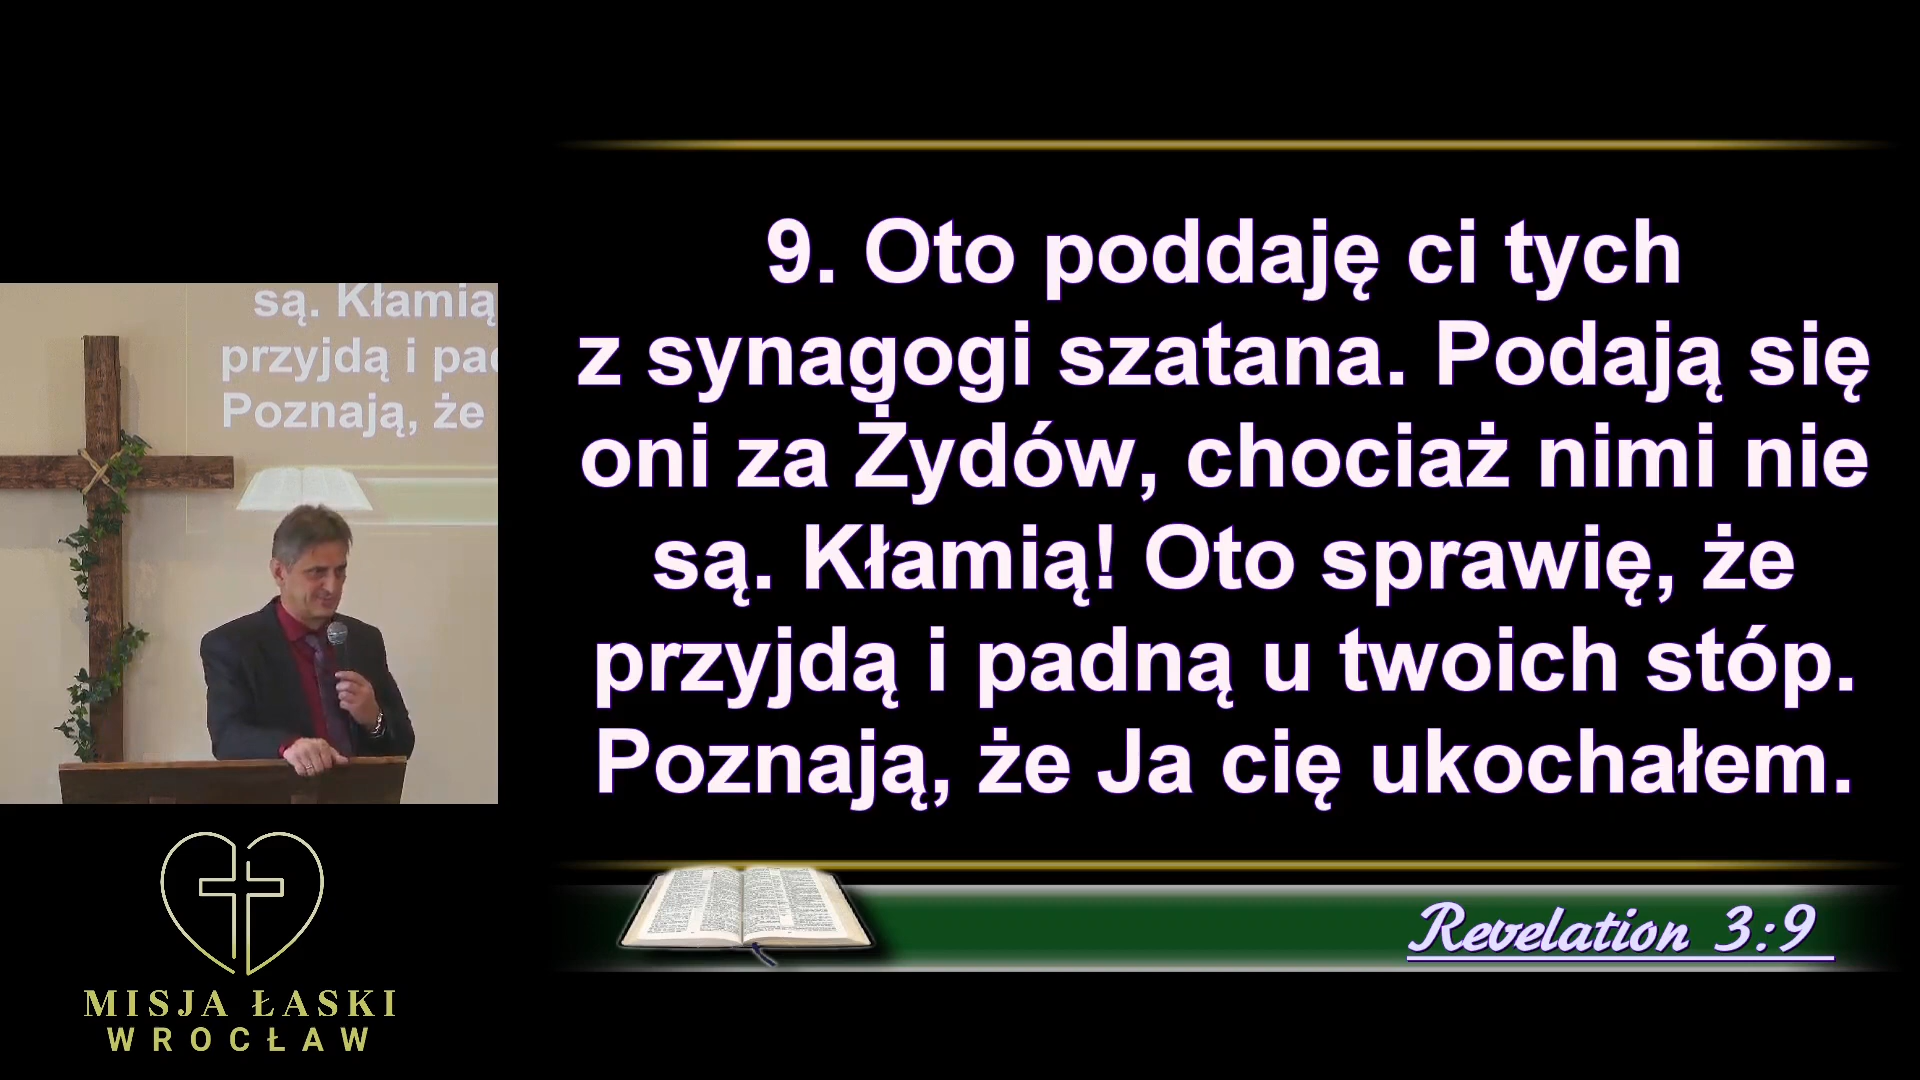 9. Oto poddaję ci tych
z synagogi szatana. Podają się
oni za Żydów, chociaż nimi nie
są. Kłamią! Oto sprawię, że
przyjdą i padną u twoich stóp.
Poznają, że Ja cię ukochałem.
Revelation 3:9
są. Kłamią
przyjdą i pad
Poznają, że
MISJA ŁASKI
WROCŁAW